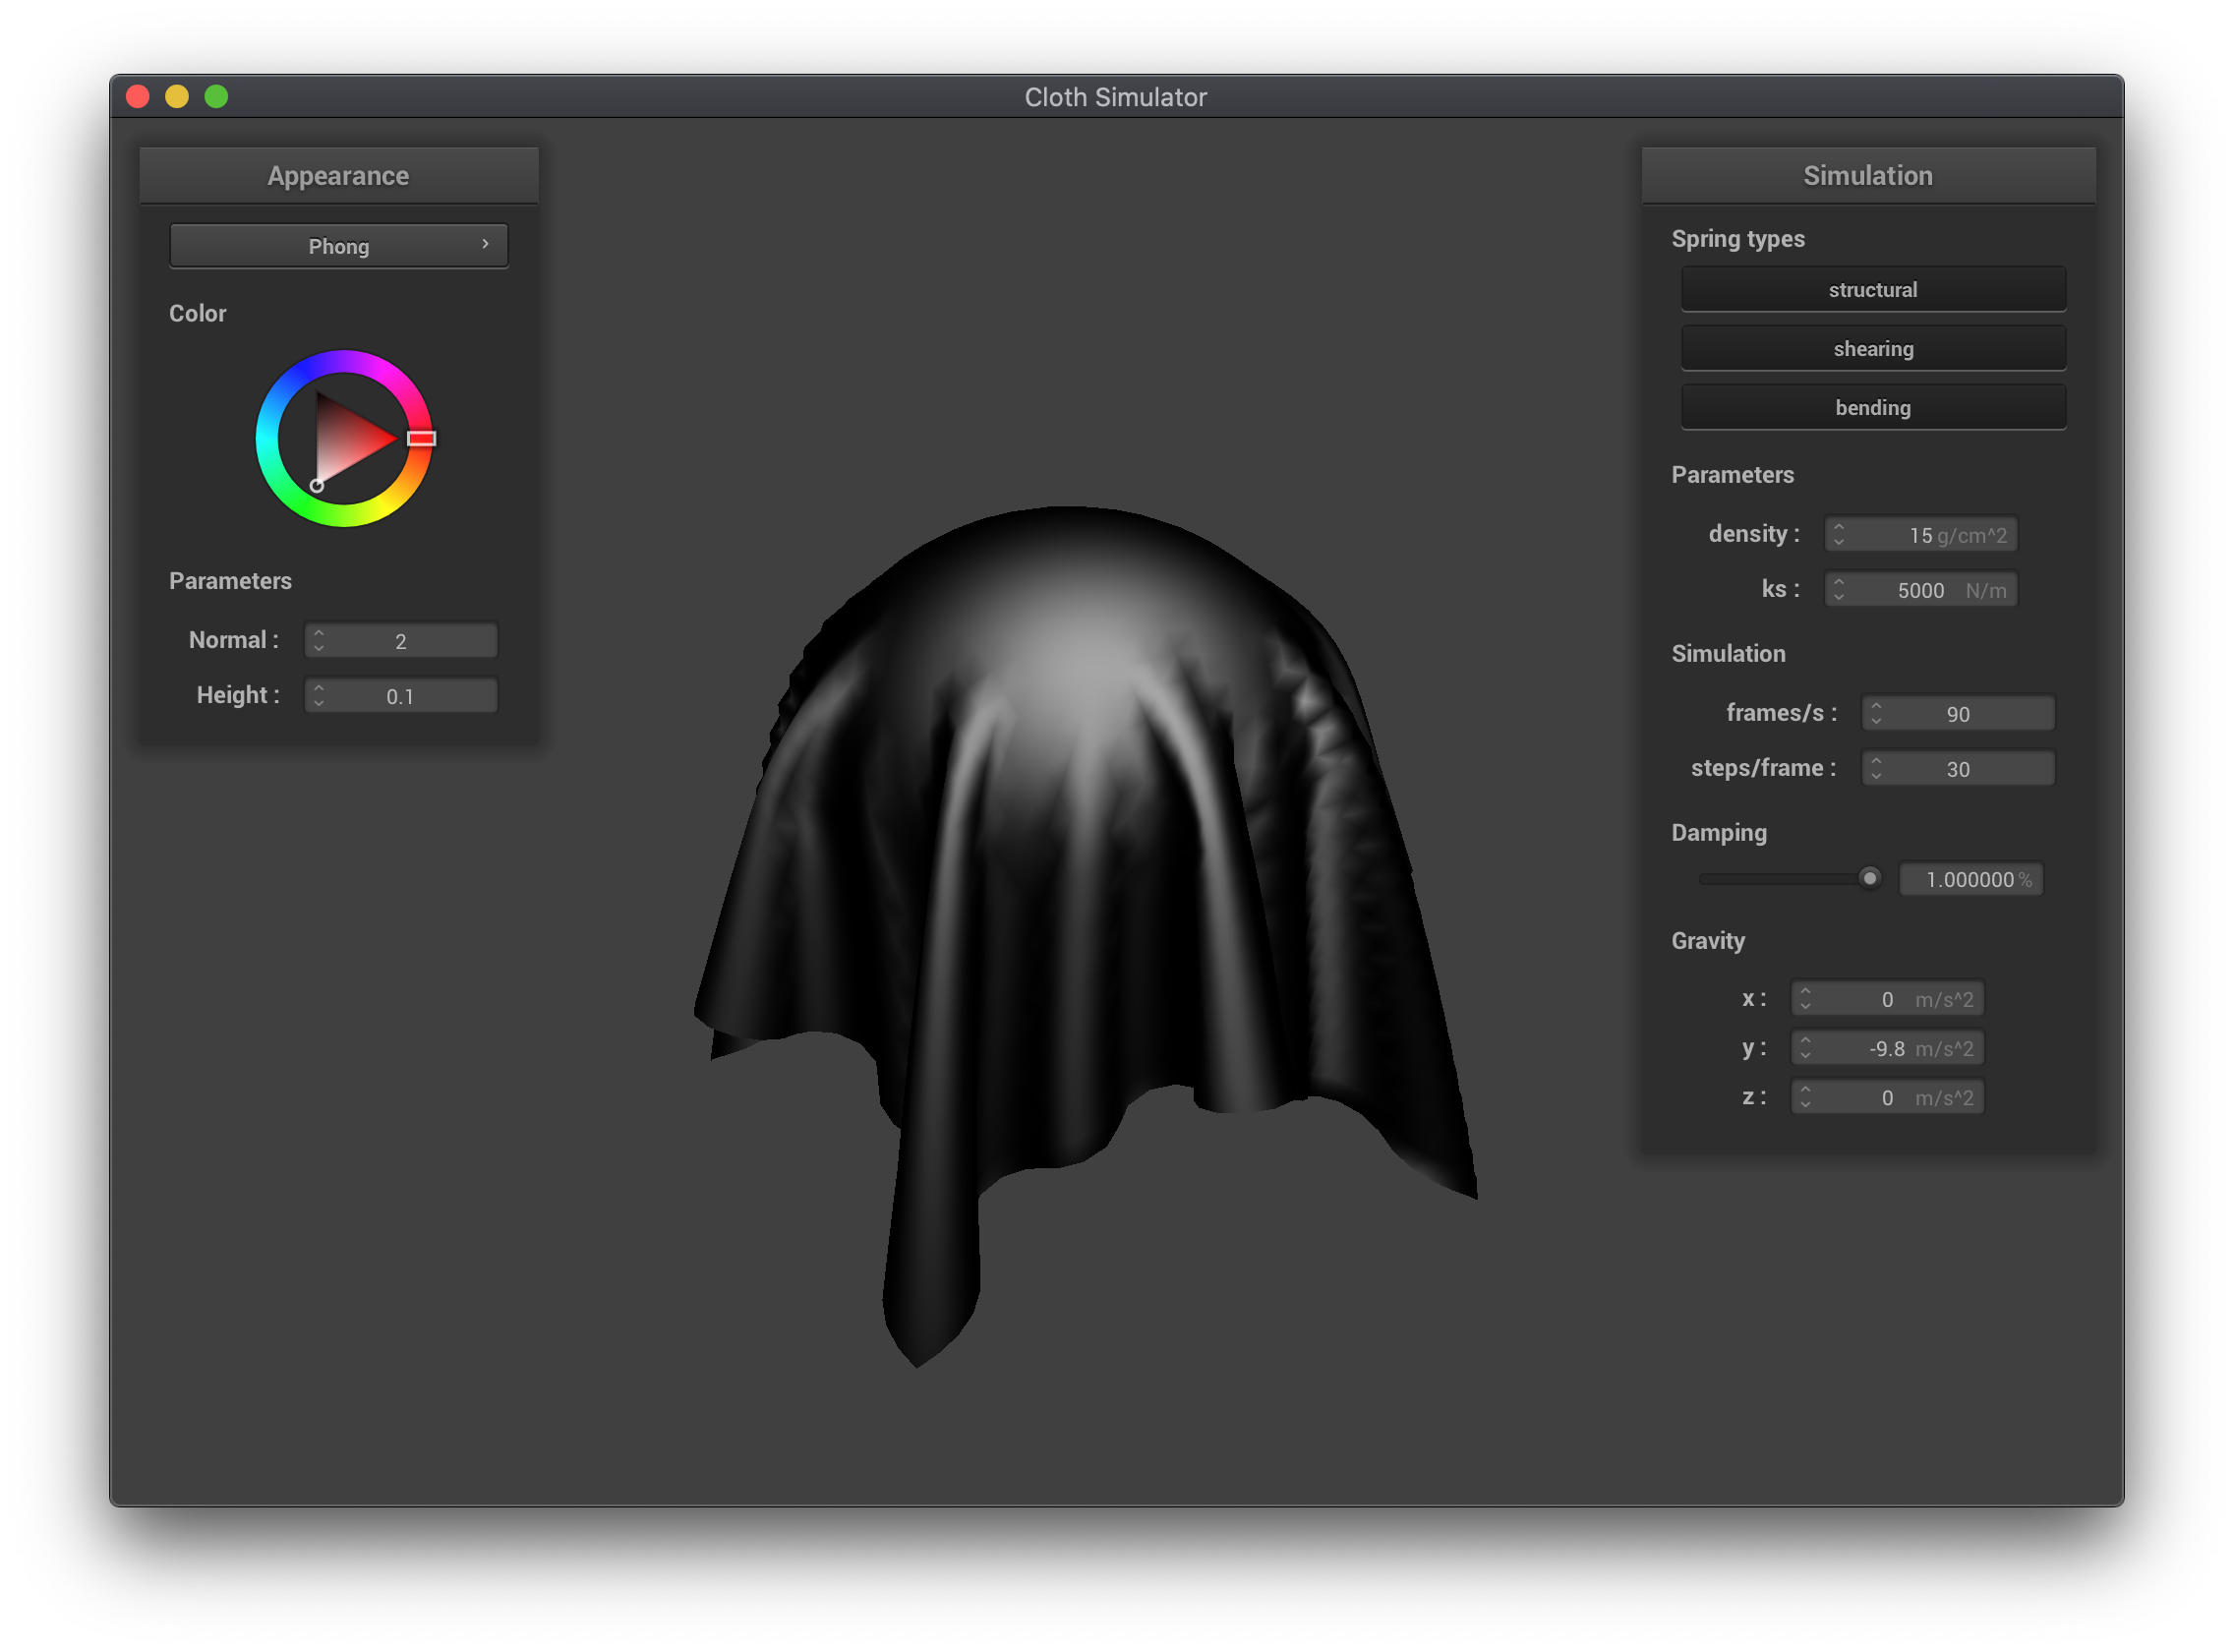 Cloth Simulator
Appearance
Phong
Color
Parameters
Normal : 2
Height : 0.1
Simulation
Spring types
structural
shearing
bending
Parameters
density : 15 g/cm^2
ks : 5000 N/m
Simulation
frames/s : 90
steps/frame : 30
Damping
1.000000 %
Gravity
x : 0 m/s^2
y : -9.8 m/s^2
z : 0 m/s^2